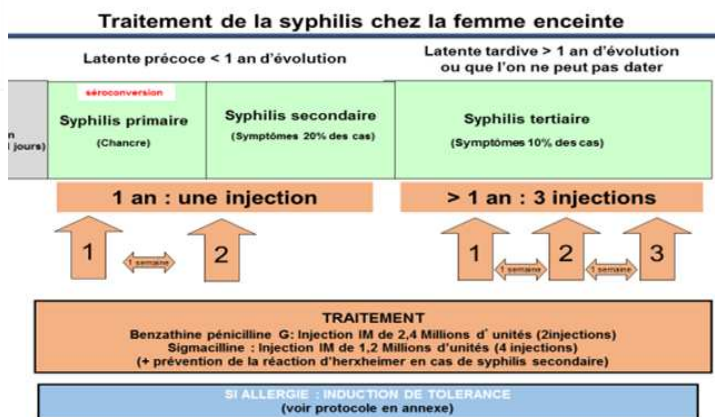 Traitement de la syphilis chez la femme enceinte
Latente précoce < 1 an d'évolution
Latente tardive > 1 an d'évolution
ou que l'on ne peut pas dater
séroconversion
Syphilis primaire
(Chancre)
Syphilis secondaire
(Symptômes 20% des cas)
Syphilis tertiaire
(Symptômes 10% des cas)
jours)
1 an : une injection
> 1 an : 3 injections
1
1 semaine
2
1
1 semaine
2
1 semaine
3
TRAITEMENT
Benzathine pénicilline G: Injection IM de 2,4 Millions d' unités (2injections)
Sigmacilline : Injection IM de 1,2 Millions d'unités (4 injections)
(+ prévention de la réaction d'herxheimer en cas de syphilis secondaire)
SI ALLERGIE : INDUCTION DE TOLERANCE
(voir protocole en annexe)